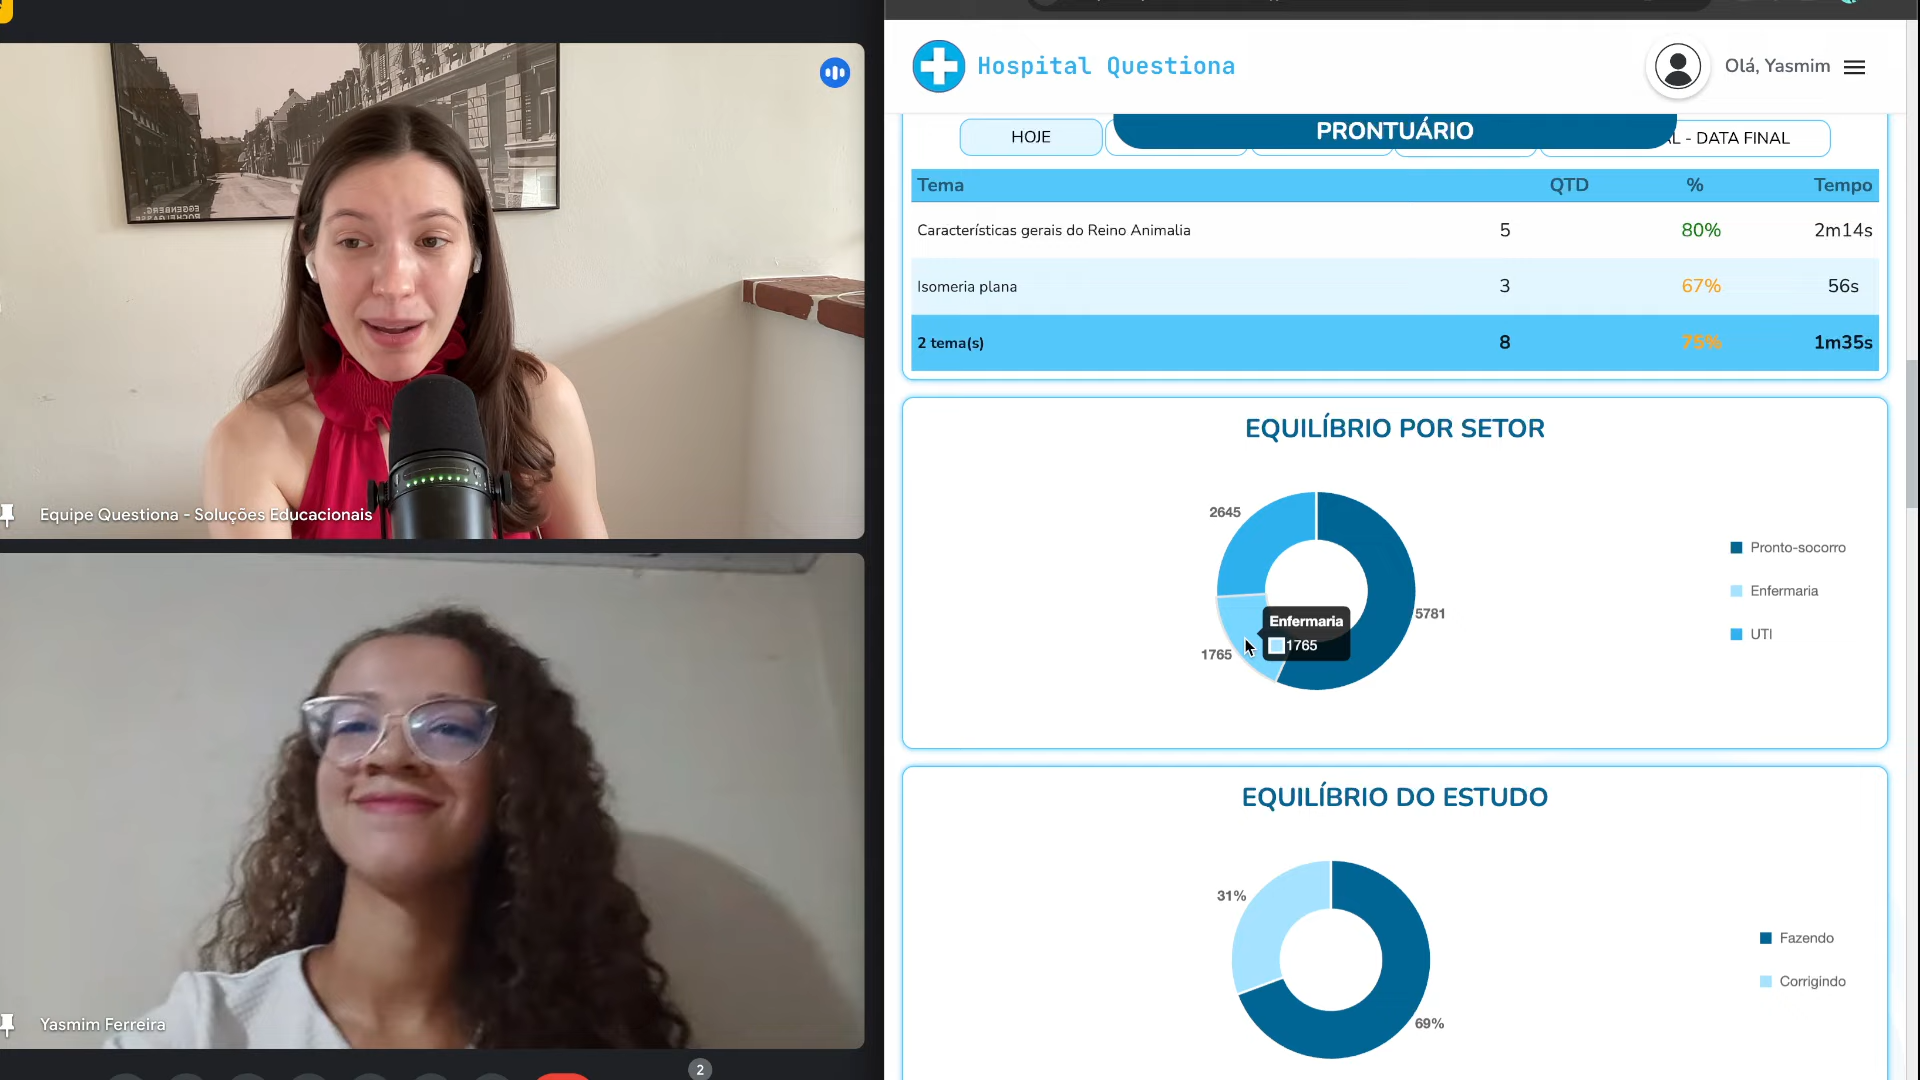 Equipe Questiona - Soluções Educacionais
Yasmim Ferreira
2
Hospital Questiona
Olá, Yasmim
PRONTUÁRIO
HOJE
L - DATA FINAL
Tema QTD % Tempo
Características gerais do Reino Animalia 5 80% 2m14s
Isomeria plana 3 67% 56s
2 tema(s) 8 75% 1m35s
EQUILÍBRIO POR SETOR
2645
5781
1765
Enfermaria
1765
Pronto-socorro
Enfermaria
UTI
EQUILÍBRIO DO ESTUDO
31%
69%
Fazendo
Corrigindo